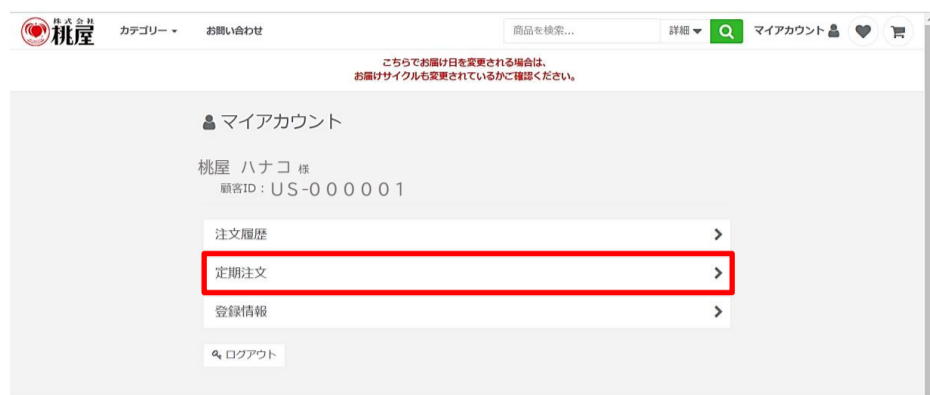 株式会社
桃屋
カテゴリー
お問い合わせ
商品を検索...
詳細
マイアカウント
こちらでお届け日を変更される場合は、
お届けサイクルも変更されているかご確認ください。
マイアカウント
桃屋 ハナコ 様
顧客ID：ＵＳ-０００００１
注文履歴
定期注文
登録情報
ログアウト